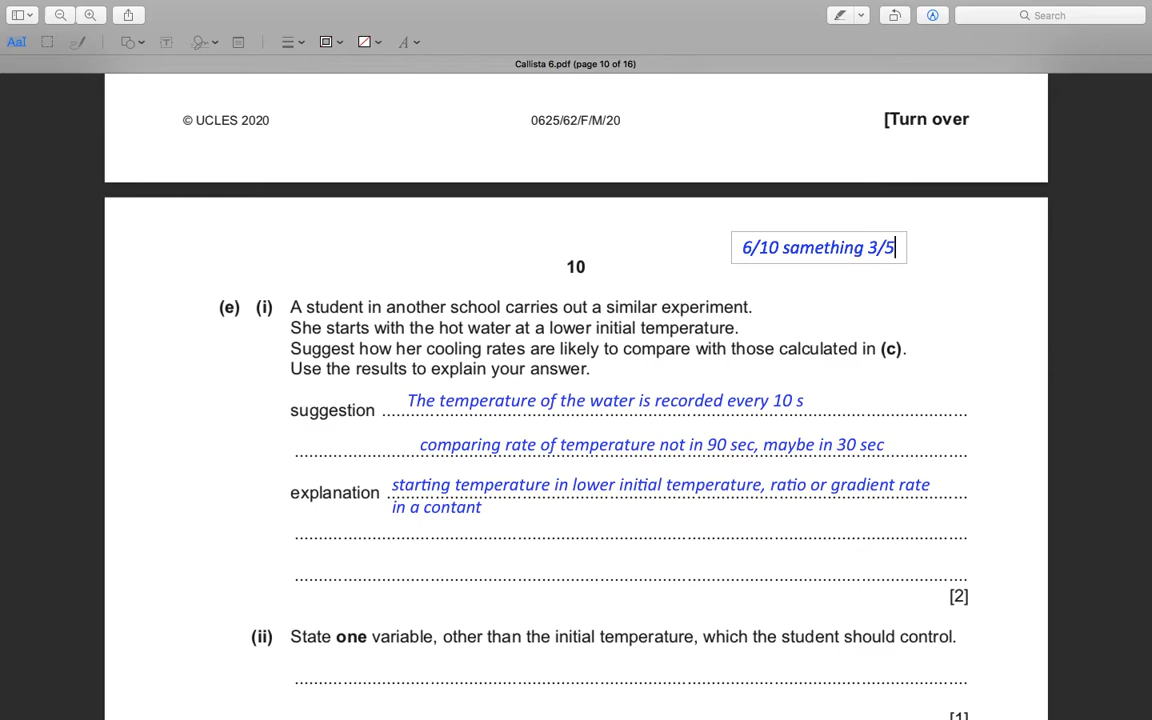 AaI
Search
Callista 6.pdf (page 10 of 16)
© UCLES 2020
0625/62/F/M/20
[Turn over
6/10 samething 3/5
10
(e) (i) A student in another school carries out a similar experiment.
She starts with the hot water at a lower initial temperature.
Suggest how her cooling rates are likely to compare with those calculated in (c).
Use the results to explain your answer.
The temperature of the water is recorded every 10 s
suggestion ..........
comparing rate of temperature not in 90 sec, maybe in 30 sec
starting temperature in lower initial temperature, ratio or gradient rate
explanation ..........
in a contant
[2]
(ii) State one variable, other than the initial temperature, which the student should control.
[1]